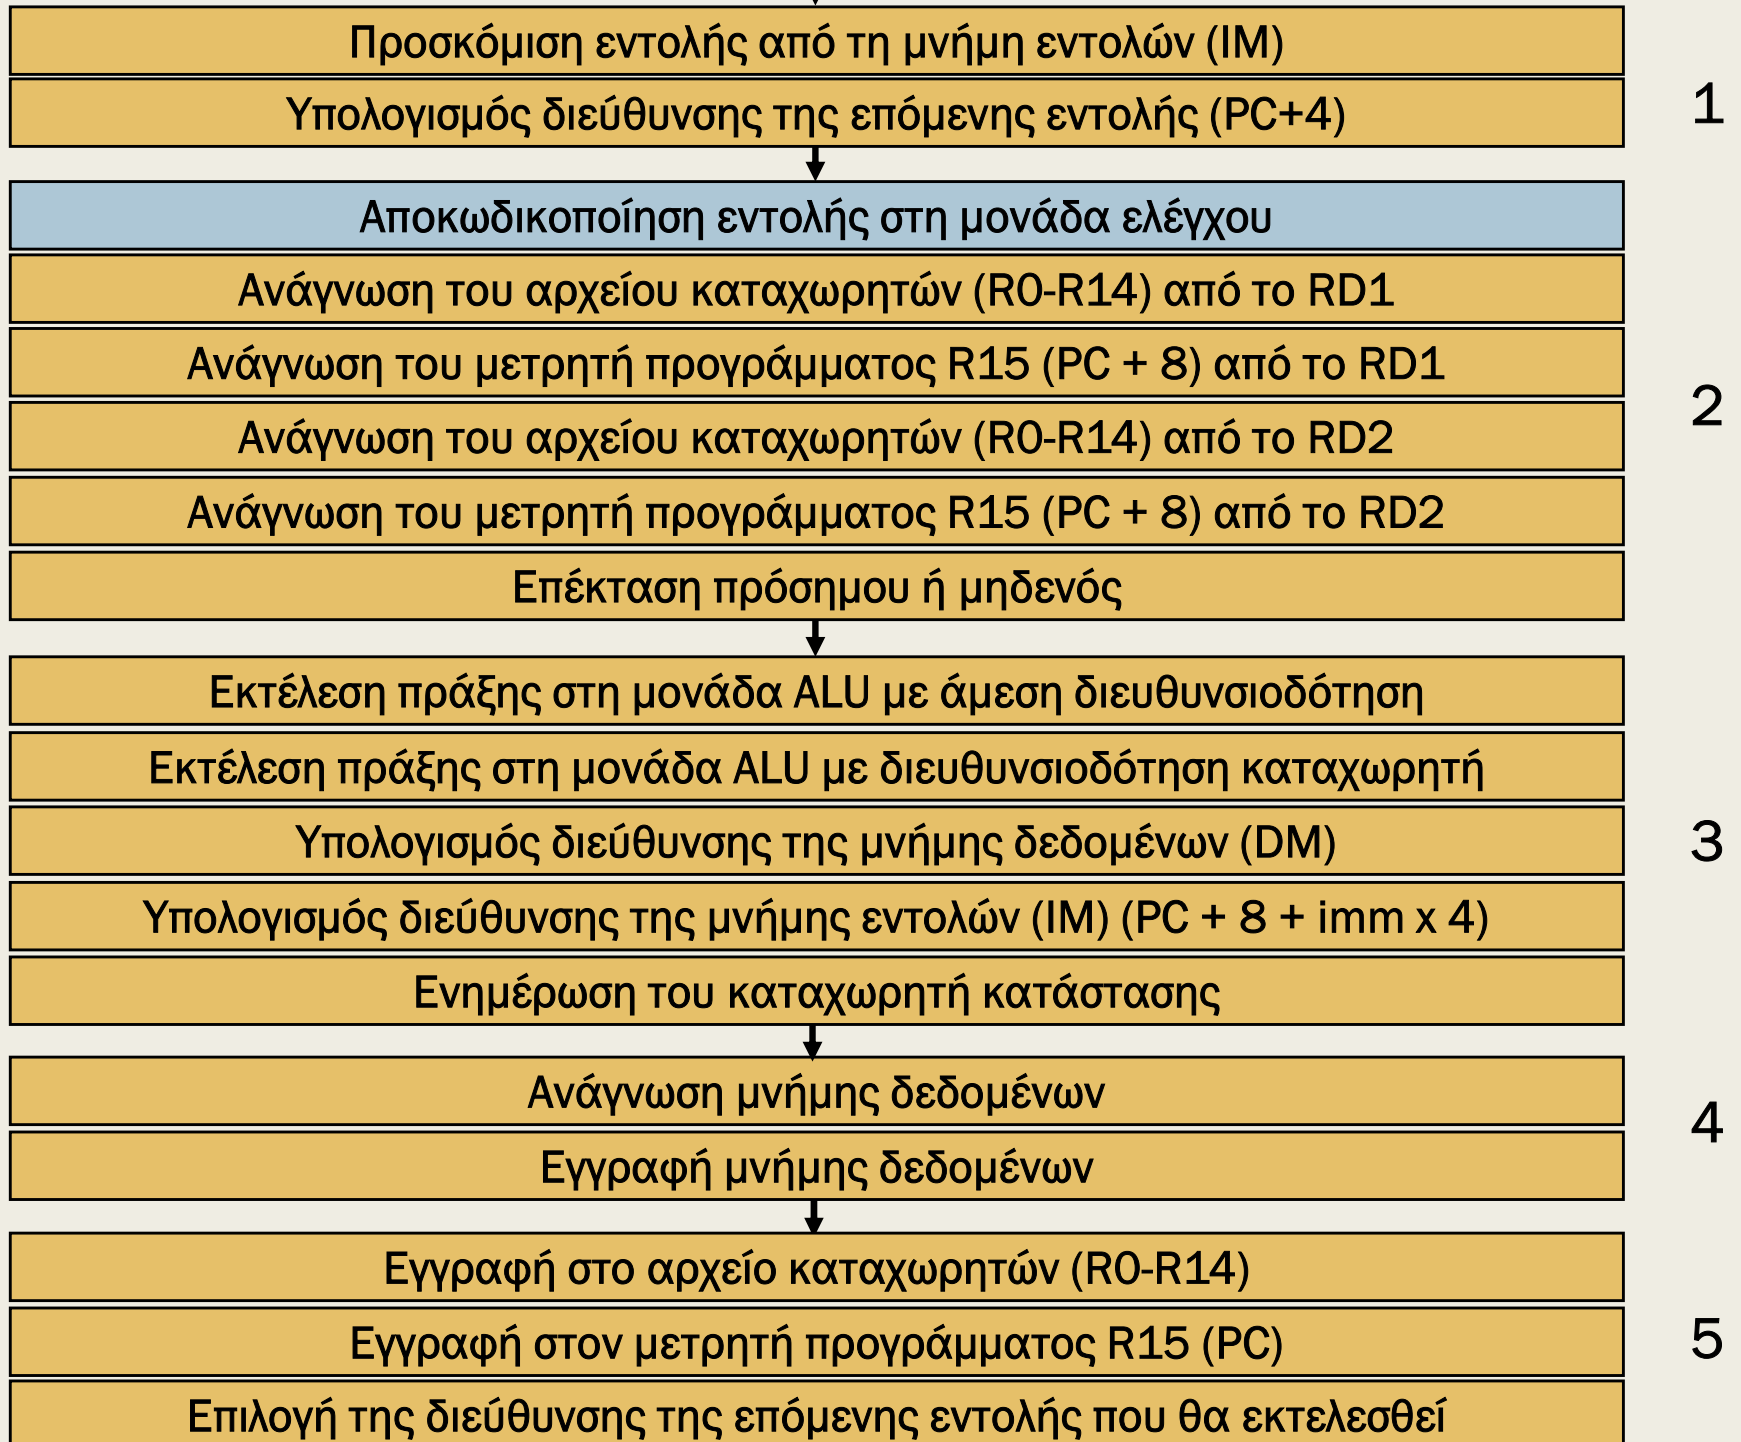 Προσκόμιση εντολής από τη μνήμη εντολών (IM)
Υπολογισμός διεύθυνσης της επόμενης εντολής (PC+4)
1
Αποκωδικοποίηση εντολής στη μονάδα ελέγχου
Ανάγνωση του αρχείου καταχωρητών (R0-R14) από το RD1
Ανάγνωση του μετρητή προγράμματος R15 (PC + 8) από το RD1
Ανάγνωση του αρχείου καταχωρητών (R0-R14) από το RD2
Ανάγνωση του μετρητή προγράμματος R15 (PC + 8) από το RD2
Επέκταση πρόσημου ή μηδενός
2
Εκτέλεση πράξης στη μονάδα ALU με άμεση διευθυνσιοδότηση
Εκτέλεση πράξης στη μονάδα ALU με διευθυνσιοδότηση καταχωρητή
Υπολογισμός διεύθυνσης της μνήμης δεδομένων (DM)
Υπολογισμός διεύθυνσης της μνήμης εντολών (IM) (PC + 8 + imm x 4)
Ενημέρωση του καταχωρητή κατάστασης
3
Ανάγνωση μνήμης δεδομένων
Εγγραφή μνήμης δεδομένων
4
Εγγραφή στο αρχείο καταχωρητών (R0-R14)
Εγγραφή στον μετρητή προγράμματος R15 (PC)
Επιλογή της διεύθυνσης της επόμενης εντολής που θα εκτελεσθεί
5